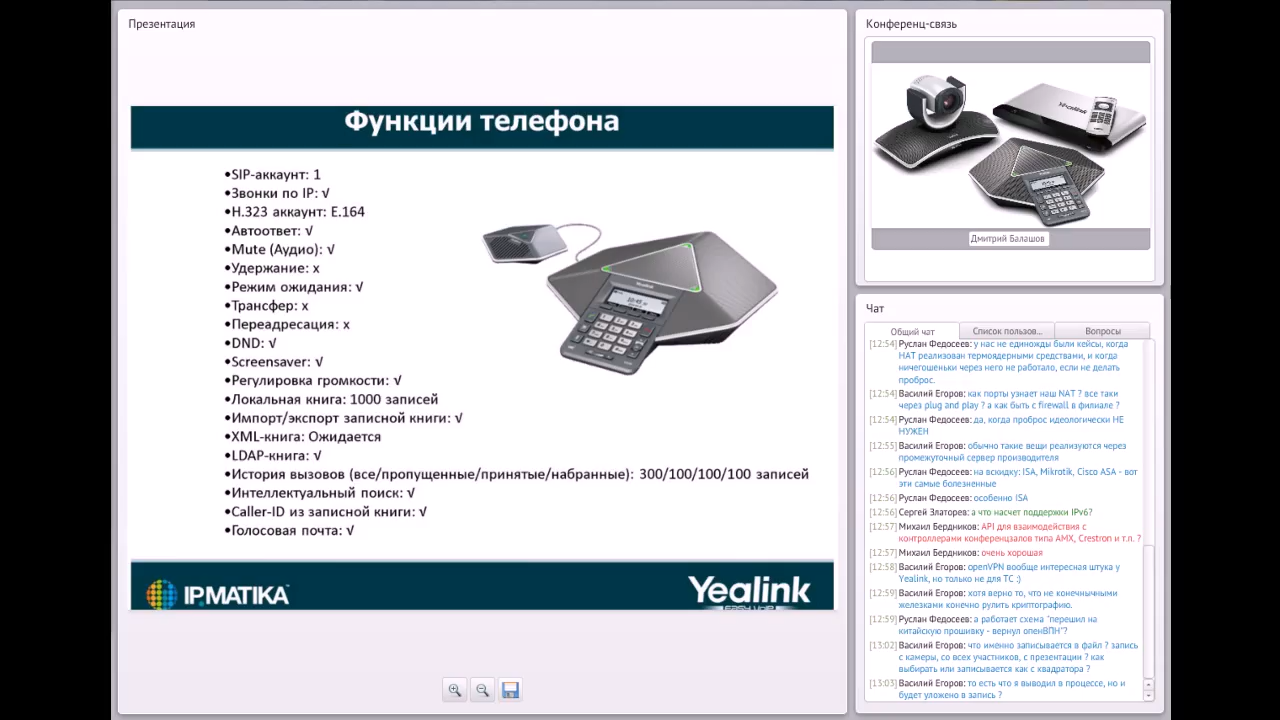 Презентация
Функции телефона
•SIP-аккаунт: 1
•Звонки по IP: √
•H.323 аккаунт: E.164
•Автоответ: √
•Mute (Аудио): √
•Удержание: x
•Режим ожидания: √
•Трансфер: x
•Переадресация: x
•DND: √
•Screensaver: √
•Регулировка громкости: √
•Локальная книга: 1000 записей
•Импорт/экспорт записной книги: √
•XML-книга: Ожидается
•LDAP-книга: √
•История вызовов (все/пропущенные/принятые/набранные): 300/100/100/100 записей
•Интеллектуальный поиск: √
•Caller-ID из записной книги: √
•Голосовая почта: √
Yealink
IPMATIKA
Yealink
EASY VoIP
Конференц-связь
Yealink
Дмитрий Балашов
Чат
Общий чат
Список пользов...
Вопросы
[12:54] Руслан Федосеев: у нас не единожды были кейсы, когда
НАТ реализован термоядерными средствами, и когда
ничегошеньки через него не работало, если не делать
проброс.
[12:54] Василий Егоров: как порты узнает наш NAT ? все таки
через plug and play ? а как быть с firewall в филиале ?
[12:54] Руслан Федосеев: да, когда проброс идеологически НЕ
НУЖЕН
[12:55] Василий Егоров: обычно такие вещи реализуются через
промежуточный сервер производителя
[12:56] Руслан Федосеев: на вскидку: ISA, Mikrotik, Cisco ASA - вот
эти самые болезненные
[12:56] Руслан Федосеев: особенно ISA
[12:56] Сергей Златорев: а что насчет поддержки IPv6?
[12:57] Михаил Бердников: API для взаимодействия с
контроллерами конференцзалов типа AMX, Crestron и т.п. ?
[12:57] Михаил Бердников: очень хорошая
[12:58] Василий Егоров: openVPN вообще интересная штука у
Yealink, но только не для ТС :)
[12:59] Василий Егоров: хотя верно то, что не конечнычными
железками конечно рулить криптографию.
[12:59] Руслан Федосеев: а работает схема "перешил на
китайскую прошивку - вернул опенВПН"?
[13:02] Василий Егоров: что именно записывается в файл ? запись
с камеры, со всех участников, с презентации ? как
выбирать или записывается как с квадратора ?
[13:03] Василий Егоров: то есть что я выводил в процессе, но и
будет уложено в запись ?